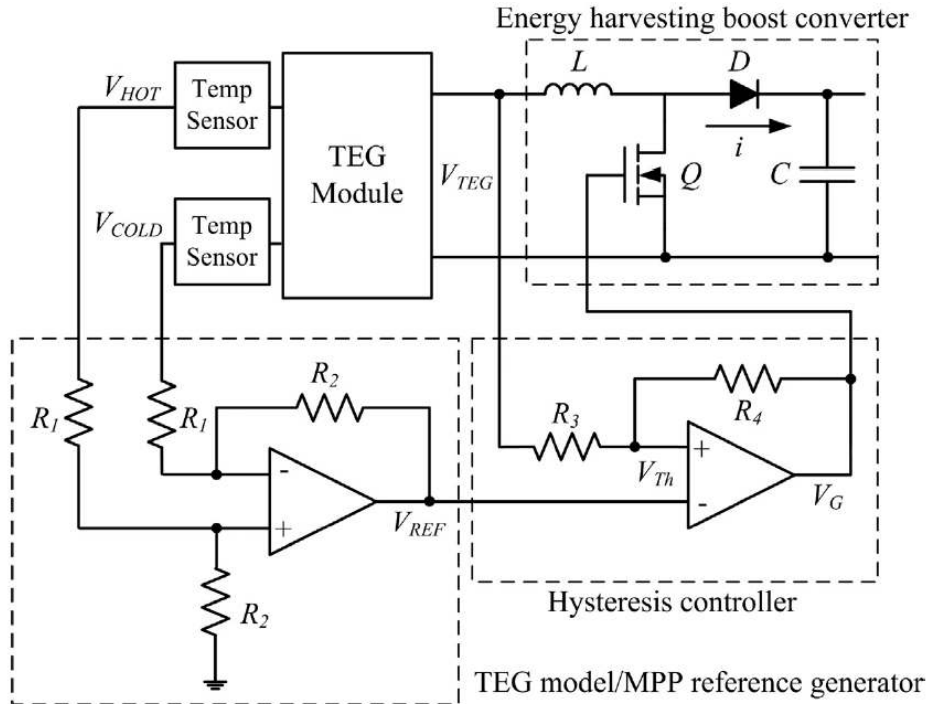 Energy harvesting boost converter
V_HOT
Temp
Sensor
TEG
Module
V_COLD
Temp
Sensor
V_TEG
L
D
i
Q
C
R_1
R_1
R_2
-
+
V_REF
R_2
R_3
R_4
V_Th
+
-
V_G
Hysteresis controller
TEG model/MPP reference generator